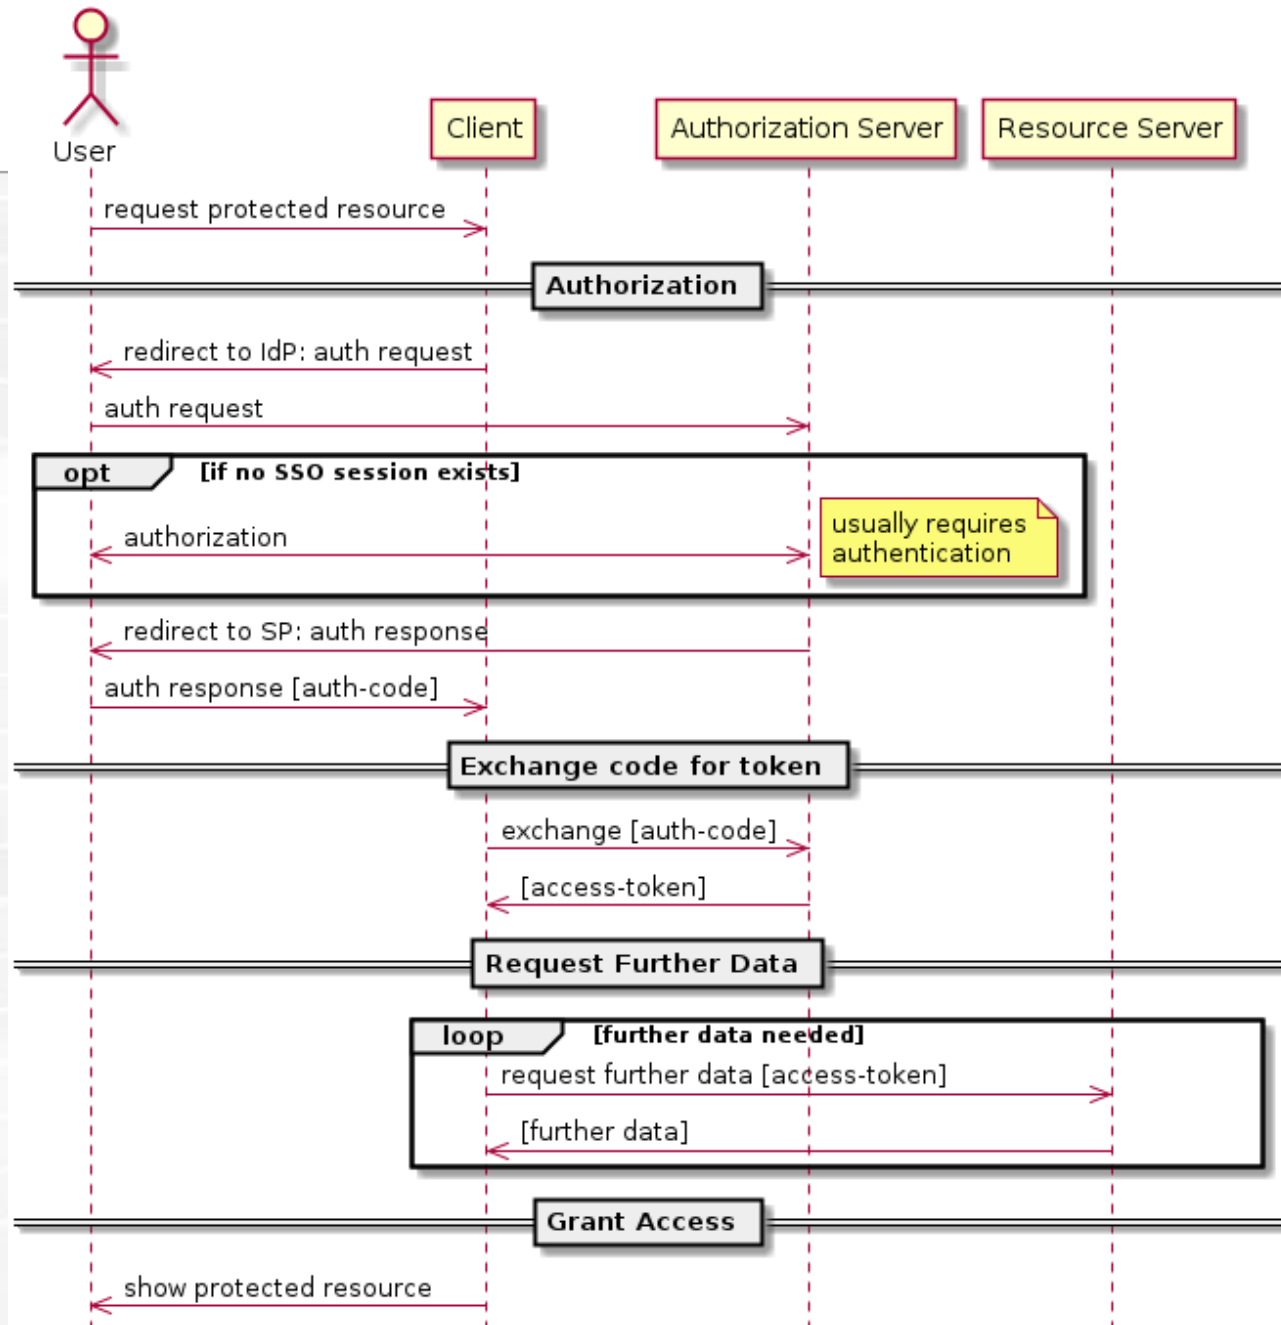 User
Client
Authorization Server
Resource Server
request protected resource
Authorization
redirect to IdP: auth request
auth request
opt
[if no SSO session exists]
usually requires
authentication
authorization
redirect to SP: auth response
auth response [auth-code]
Exchange code for token
exchange [auth-code]
[access-token]
Request Further Data
loop
[further data needed]
request further data [access-token]
[further data]
Grant Access
show protected resource